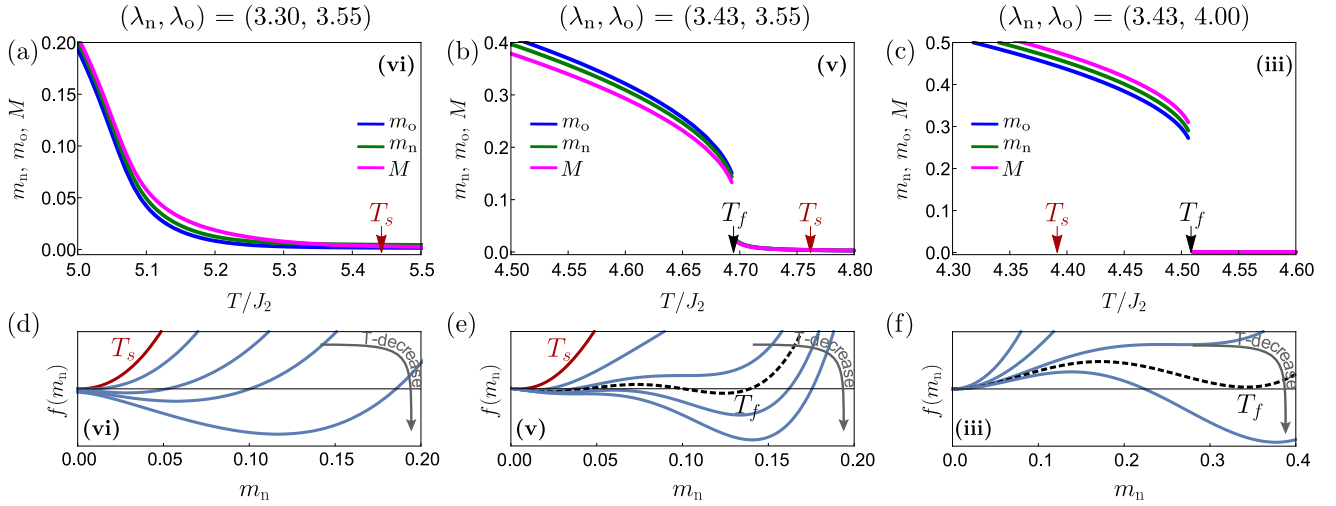 (λn, λo) = (3.30, 3.55)
(λn, λo) = (3.43, 3.55)
(λn, λo) = (3.43, 4.00)
(a)
0.20
0.15
0.10
0.05
0.00
mn, mo, M
(vi)
mo
mn
M
Ts
5.0 5.1 5.2 5.3 5.4 5.5
T/J2
(b)
0.4
0.3
0.2
0.1
0.0
mn, mo, M
(v)
mo
mn
M
Tf
Ts
4.50 4.55 4.60 4.65 4.70 4.75 4.80
T/J2
(c)
0.5
0.4
0.3
0.2
0.1
0.0
mn, mo, M
(iii)
mo
mn
M
Ts
Tf
4.30 4.35 4.40 4.45 4.50 4.55 4.60
T/J2
(d)
f(mn)
Ts
T-decrease
(vi)
0.00 0.05 0.10 0.15 0.20
mn
(e)
f(mn)
Ts
T-decrease
Tf
(v)
0.00 0.05 0.10 0.15 0.20
mn
(f)
f(mn)
T-decrease
Tf
(iii)
0.0 0.1 0.2 0.3 0.4
mn